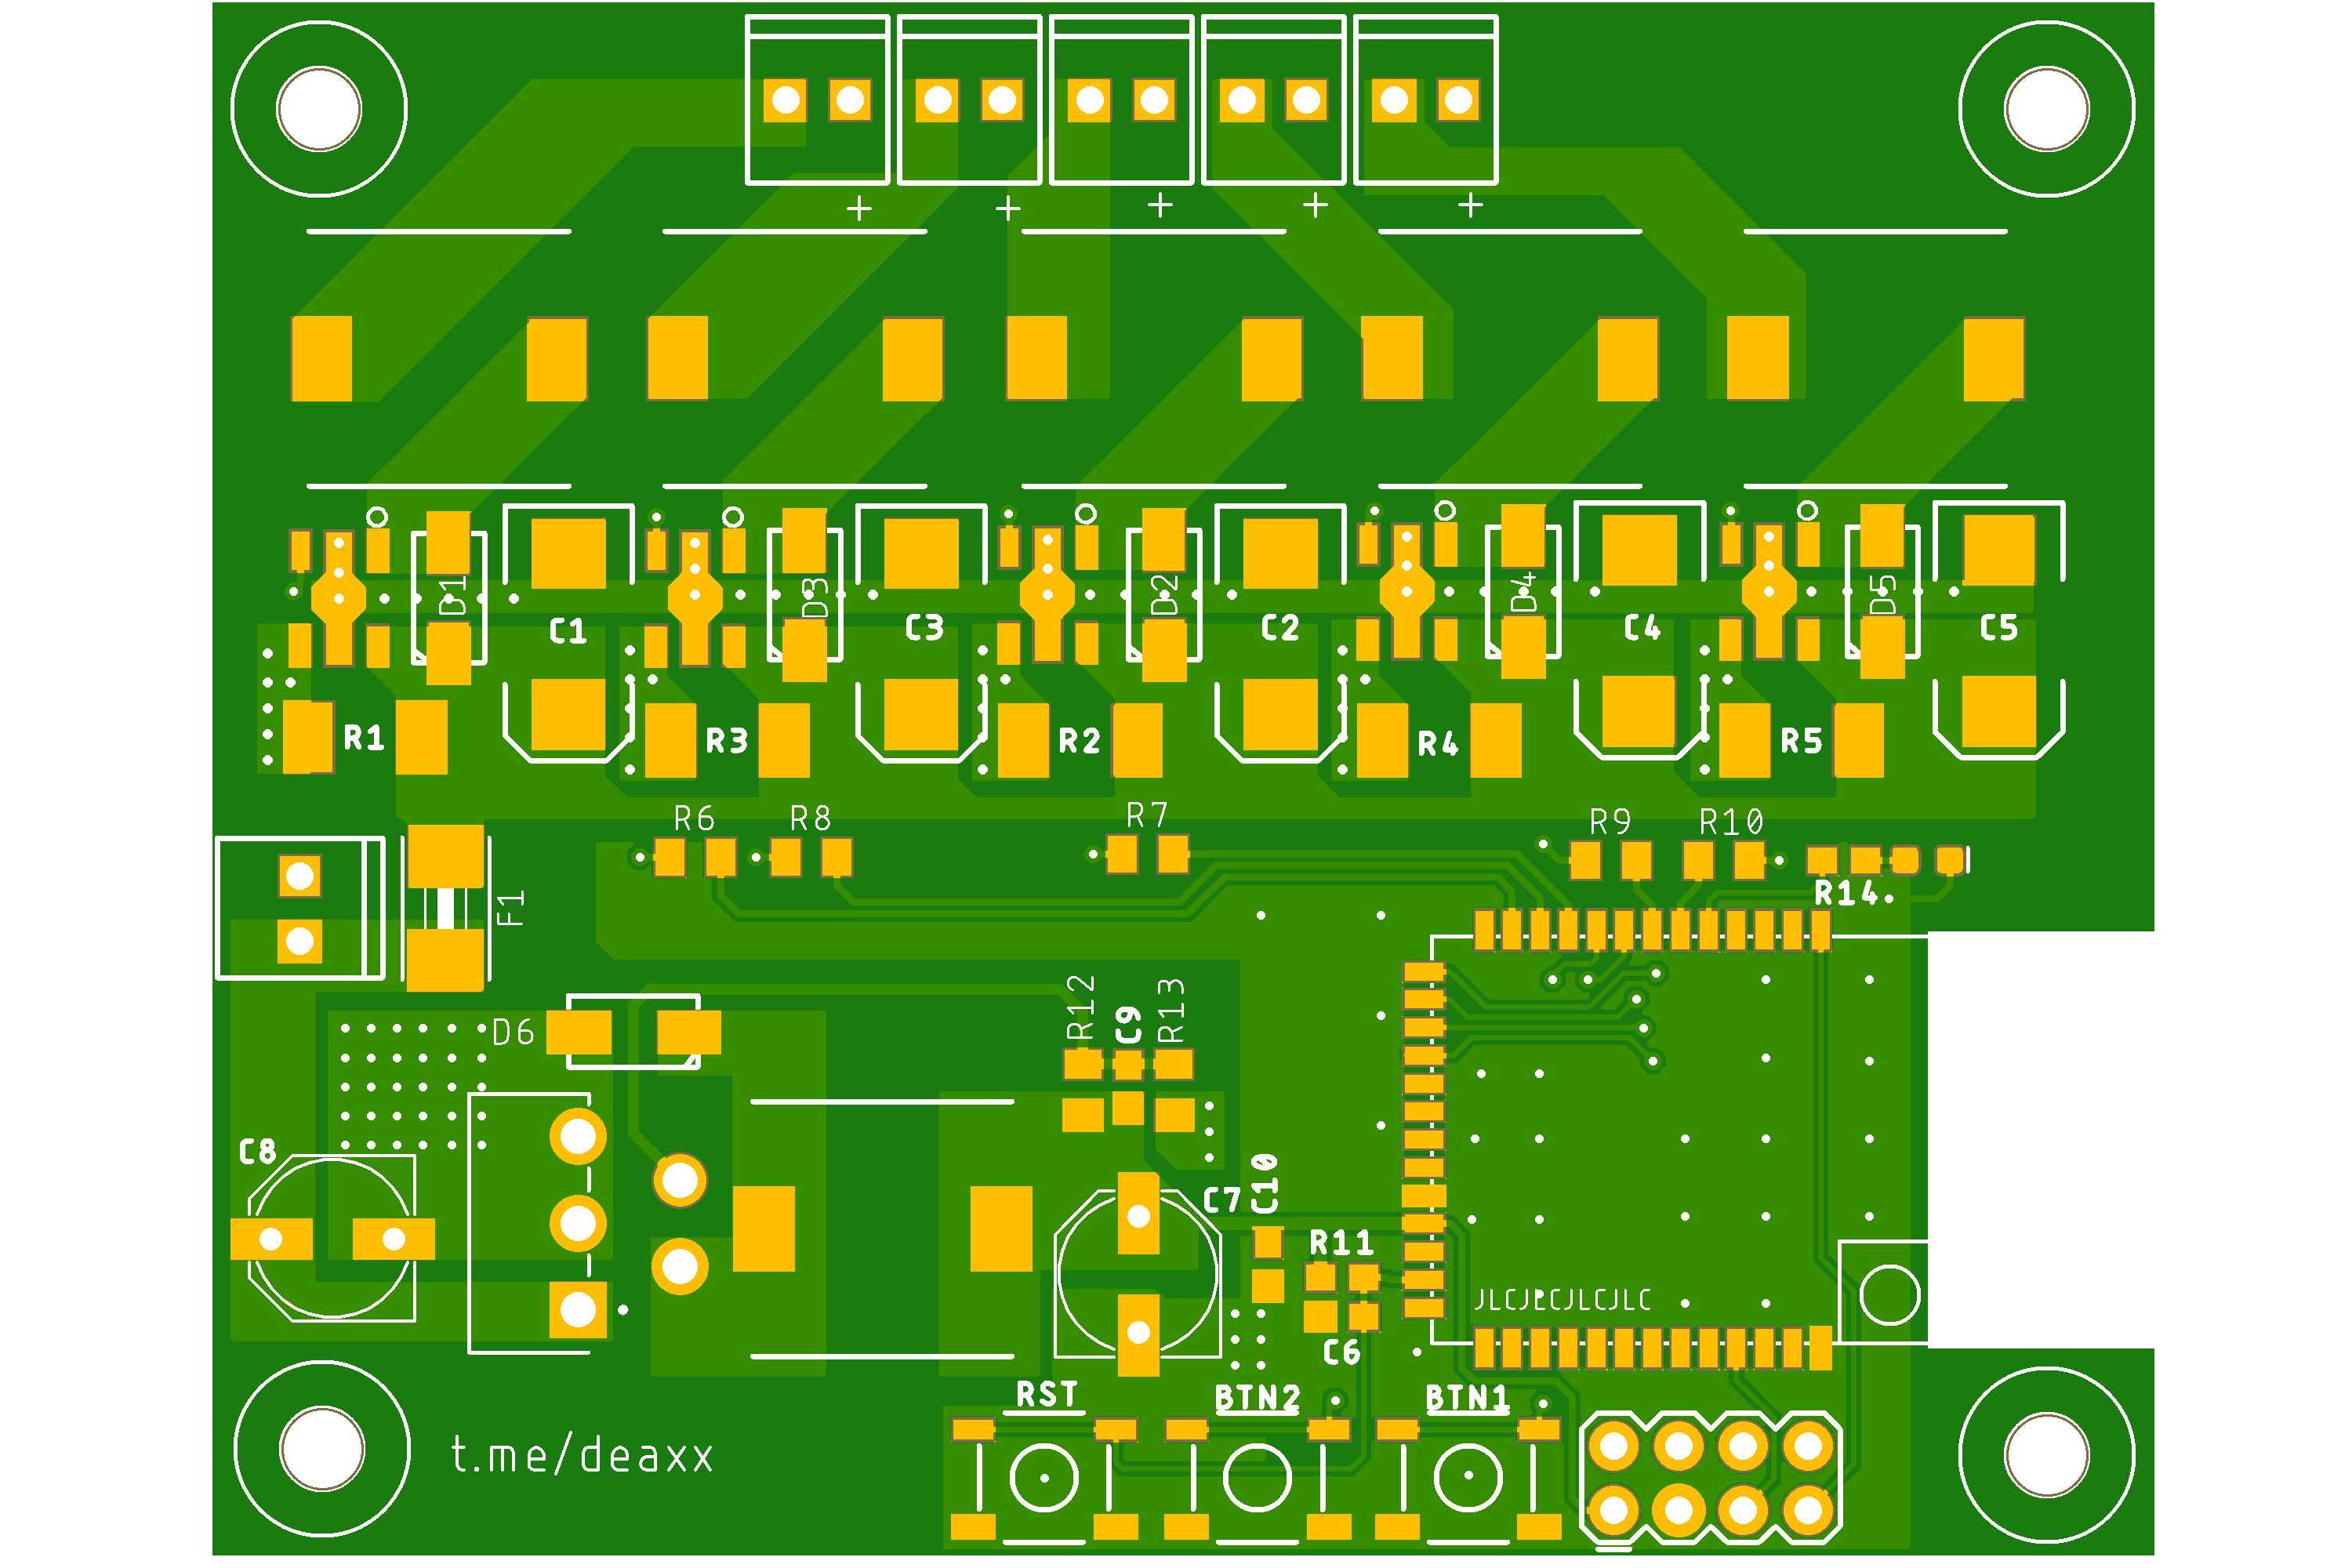 + + + + +
D1 D3 D2 D4 D5
C1 C3 C2 C4 C5
R1 R3 R2 R4 R5
R6 R8 R7 R9 R10
R14
F1
D6 R12 C9 R13
C8
C7 C10
R11
JLCJLCJLCJLC
C6
RST BTN2 BTN1
t.me/deaxx